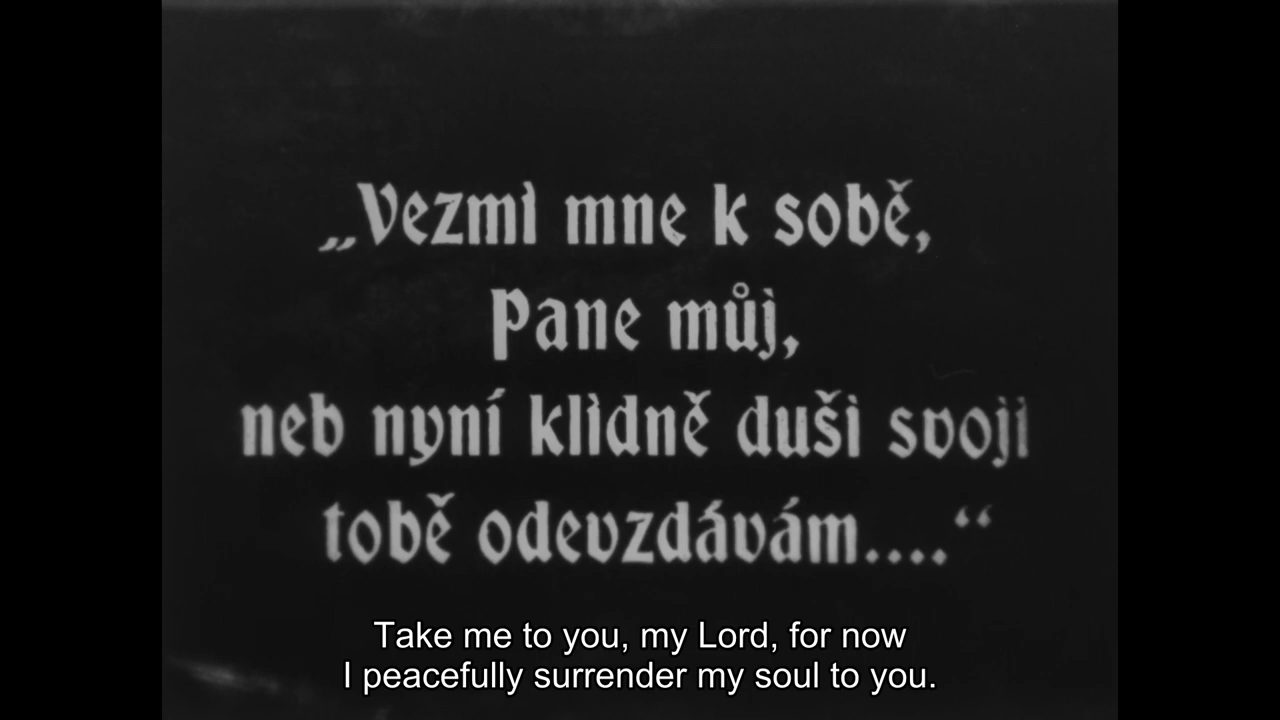 „Vezmi mne k sobě,
Pane můj,
neb nyní klidně duši svoji
tobě odevzdávám....“
Take me to you, my Lord, for now
I peacefully surrender my soul to you.